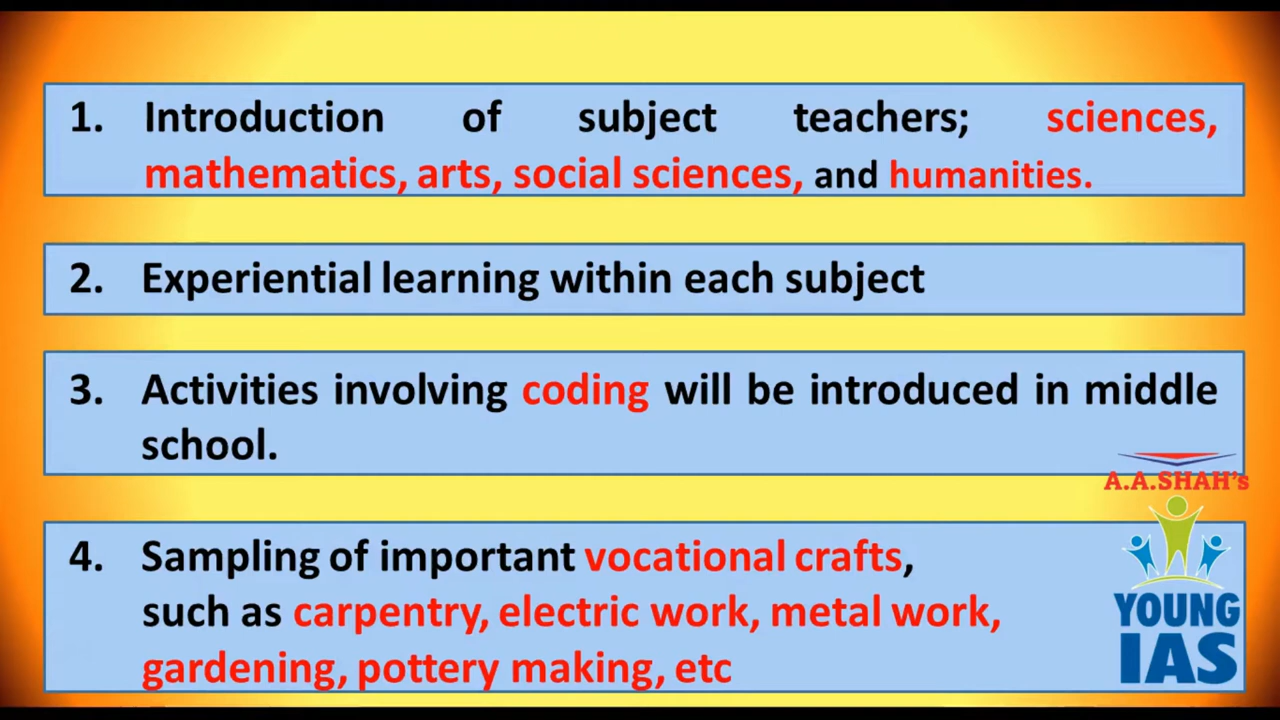 1. Introduction of subject teachers; sciences,
mathematics, arts, social sciences, and humanities.
2. Experiential learning within each subject
3. Activities involving coding will be introduced in middle
school.
4. Sampling of important vocational crafts,
such as carpentry, electric work, metal work,
gardening, pottery making, etc
A.A.SHAH's
YOUNG
IAS